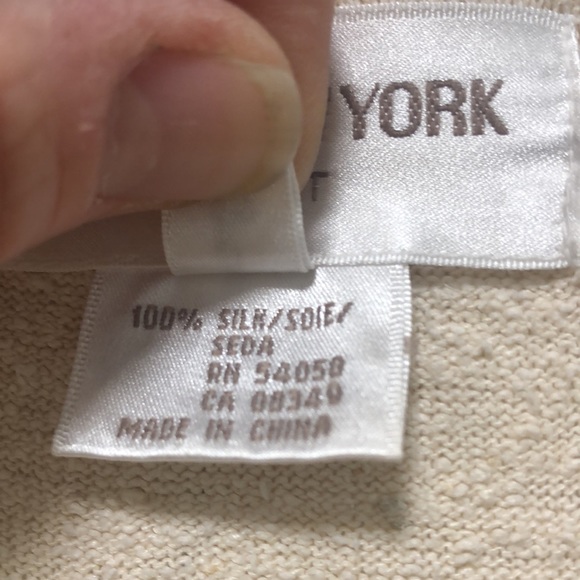 YORK
100% SILK/SOIE/
SEDA
RN 54050
CA 08349
MADE IN CHINA